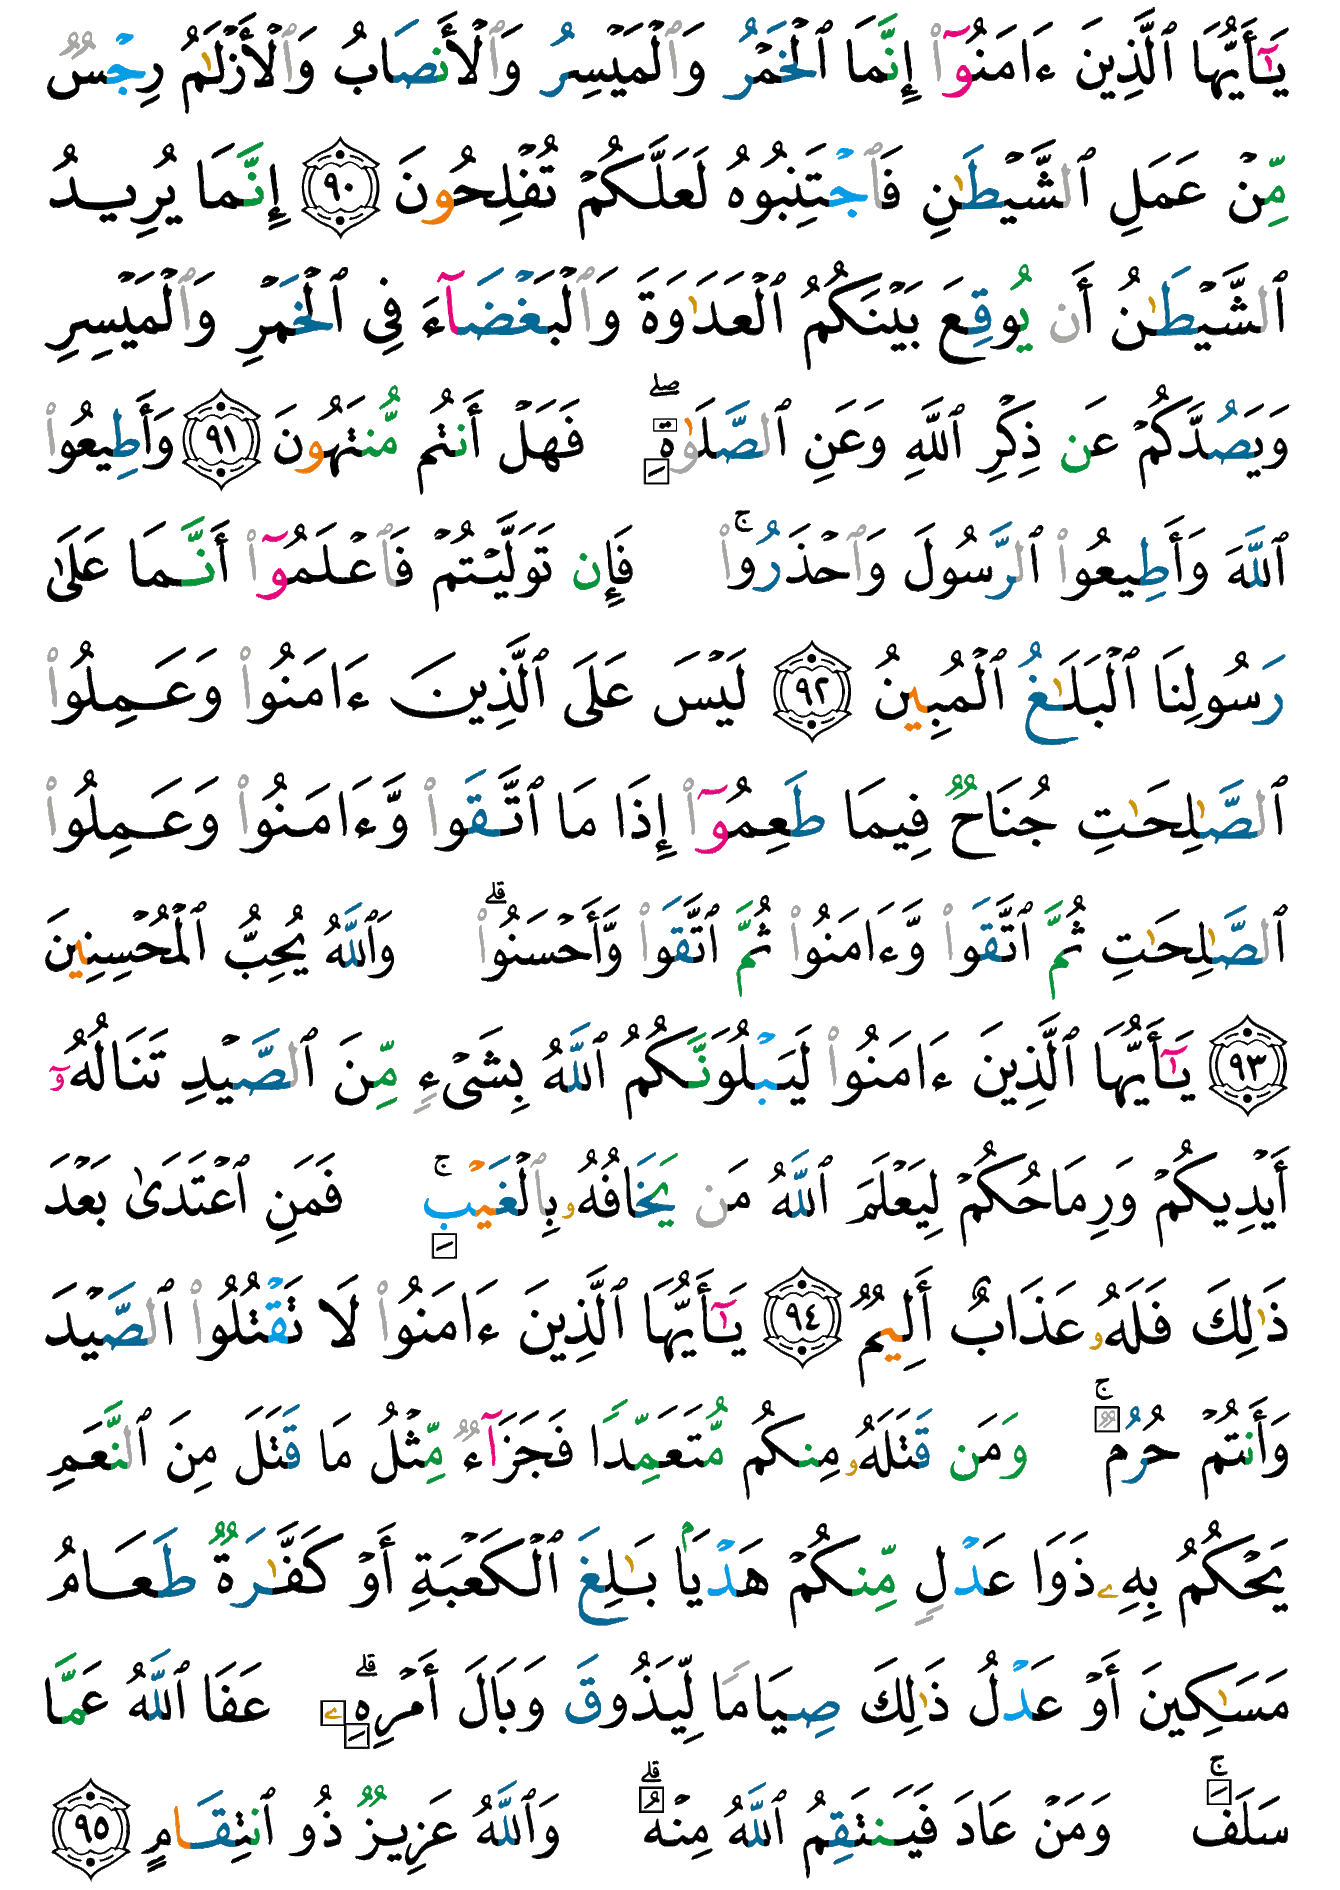 يَـٰٓأَيُّهَا ٱلَّذِينَ ءَامَنُوٓا۟ إِنَّمَا ٱلْخَمْرُ وَٱلْمَيْسِرُ وَٱلْأَنصَابُ وَٱلْأَزْلَـٰمُ رِجْسٌ
مِّنْ عَمَلِ ٱلشَّيْطَـٰنِ فَٱجْتَنِبُوهُ لَعَلَّكُمْ تُفْلِحُونَ ٩٠ إِنَّمَا يُرِيدُ
ٱلشَّيْطَـٰنُ أَن يُوقِعَ بَيْنَكُمُ ٱلْعَدَٰوَةَ وَٱلْبَغْضَآءَ فِى ٱلْخَمْرِ وَٱلْمَيْسِرِ
وَيَصُدَّكُمْ عَن ذِكْرِ ٱللَّهِ وَعَنِ ٱلصَّلَوٰةِ ۖ فَهَلْ أَنتُم مُّنتَهُونَ ٩١ وَأَطِيعُوا۟
ٱللَّهَ وَأَطِيعُوا۟ ٱلرَّسُولَ وَٱحْذَرُوا۟ ۚ فَإِن تَوَلَّيْتُمْ فَٱعْلَمُوٓا۟ أَنَّمَا عَلَىٰ
رَسُولِنَا ٱلْبَلَـٰغُ ٱلْمُبِينُ ٩٢ لَيْسَ عَلَى ٱلَّذِينَ ءَامَنُوا۟ وَعَمِلُوا۟
ٱلصَّـٰلِحَـٰتِ جُنَاحٌ فِيمَا طَعِمُوٓا۟ إِذَا مَا ٱتَّقَوا۟ وَّءَامَنُوا۟ وَعَمِلُوا۟
ٱلصَّـٰلِحَـٰتِ ثُمَّ ٱتَّقَوا۟ وَّءَامَنُوا۟ ثُمَّ ٱتَّقَوا۟ وَّأَحْسَنُوا۟ ۗ وَٱللَّهُ يُحِبُّ ٱلْمُحْسِنِينَ
٩٣ يَـٰٓأَيُّهَا ٱلَّذِينَ ءَامَنُوا۟ لَيَبْلُوَنَّكُمُ ٱللَّهُ بِشَىْءٍ مِّنَ ٱلصَّيْدِ تَنَالُهُۥٓ
أَيْدِيكُمْ وَرِمَاحُكُمْ لِيَعْلَمَ ٱللَّهُ مَن يَخَافُهُۥ بِٱلْغَيْبِ ۚ فَمَنِ ٱعْتَدَىٰ بَعْدَ
ذَٰلِكَ فَلَهُۥ عَذَابٌ أَلِيمٌ ٩٤ يَـٰٓأَيُّهَا ٱلَّذِينَ ءَامَنُوا۟ لَا تَقْتُلُوا۟ ٱلصَّيْدَ
وَأَنتُمْ حُرُمٌ ۚ وَمَن قَتَلَهُۥ مِنكُم مُّتَعَمِّدًا فَجَزَآءٌ مِّثْلُ مَا قَتَلَ مِنَ ٱلنَّعَمِ
يَحْكُمُ بِهِۦ ذَوَا عَدْلٍ مِّنكُمْ هَدْيًۢا بَـٰلِغَ ٱلْكَعْبَةِ أَوْ كَفَّـٰرَةٌ طَعَامُ
مَسَـٰكِينَ أَوْ عَدْلُ ذَٰلِكَ صِيَامًا لِّيَذُوقَ وَبَالَ أَمْرِهِۦ ۗ عَفَا ٱللَّهُ عَمَّا
سَلَفَ ۚ وَمَنْ عَادَ فَيَنتَقِمُ ٱللَّهُ مِنْهُ ۗ وَٱللَّهُ عَزِيزٌ ذُو ٱنتِقَامٍ ٩٥